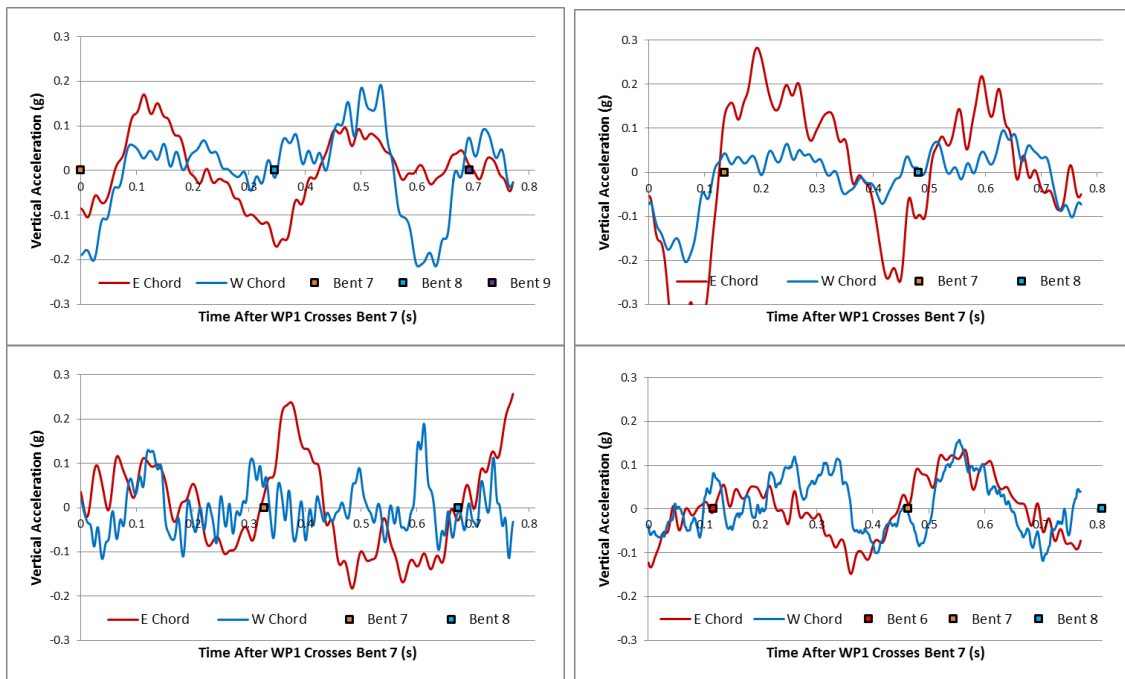 0.3
0.2
0.1
0
-0.1
-0.2
-0.3
0 0.1 0.2 0.3 0.4 0.5 0.6 0.7 0.8
Vertical Acceleration (g)
E Chord W Chord Bent 7 Bent 8 Bent 9
Time After WP1 Crosses Bent 7 (s)
0.3
0.2
0.1
0
-0.1
-0.2
-0.3
0 0.1 0.2 0.3 0.4 0.5 0.6 0.7 0.8
Vertical Acceleration (g)
E Chord W Chord Bent 7 Bent 8
Time After WP1 Crosses Bent 7 (s)
0.3
0.2
0.1
0
-0.1
-0.2
-0.3
0 0.1 0.2 0.3 0.4 0.5 0.6 0.7 0.8
Vertical Acceleration (g)
E Chord W Chord Bent 7 Bent 8
Time After WP1 Crosses Bent 7 (s)
0.3
0.2
0.1
0
-0.1
-0.2
-0.3
0 0.1 0.2 0.3 0.4 0.5 0.6 0.7 0.8
Vertical Acceleration (g)
E Chord W Chord Bent 6 Bent 7 Bent 8
Time After WP1 Crosses Bent 7 (s)